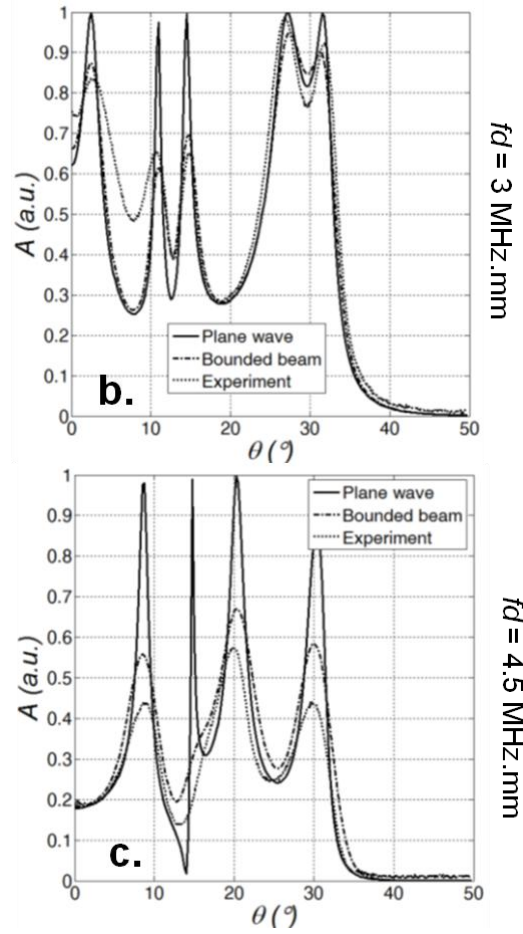 1
0.9
0.8
0.7
0.6
0.5
0.4
0.3
0.2
0.1
0
A (a.u.)
Plane wave
Bounded beam
Experiment
b.
0 10 20 30 40 50
θ (°)
fd = 3 MHz.mm
1
0.9
0.8
0.7
0.6
0.5
0.4
0.3
0.2
0.1
0
A (a.u.)
Plane wave
Bounded beam
Experiment
c.
0 10 20 30 40 50
θ (°)
fd = 4.5 MHz.mm